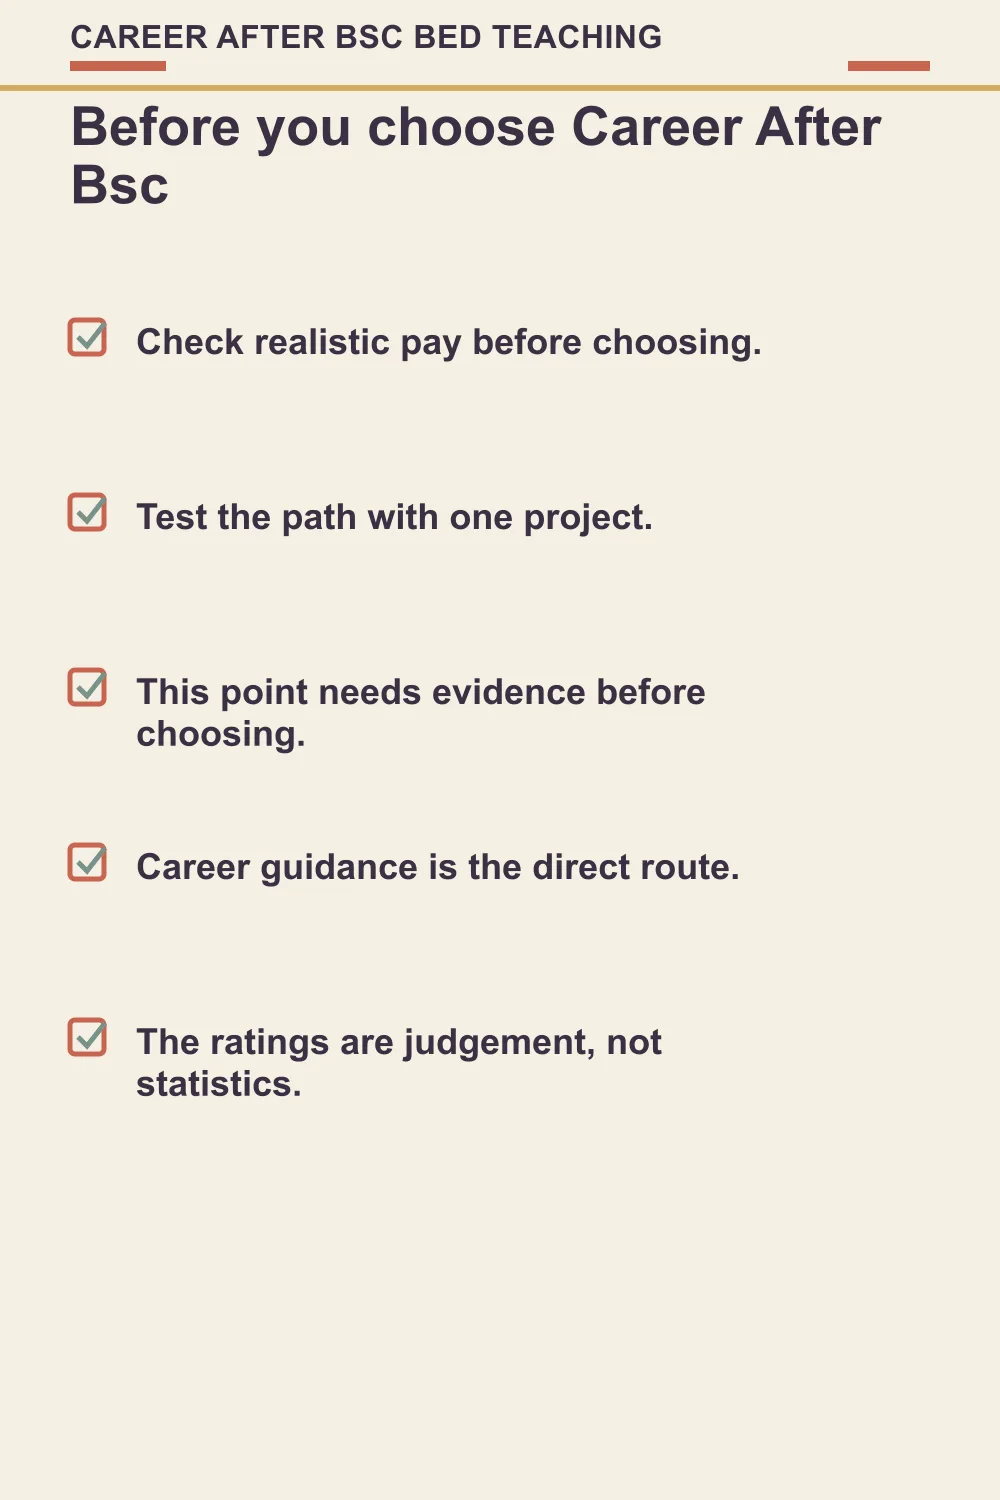 CAREER AFTER BSC BED TEACHING
Before you choose Career After
Bsc
Check realistic pay before choosing.
Test the path with one project.
This point needs evidence before
choosing.
Career guidance is the direct route.
The ratings are judgement, not
statistics.